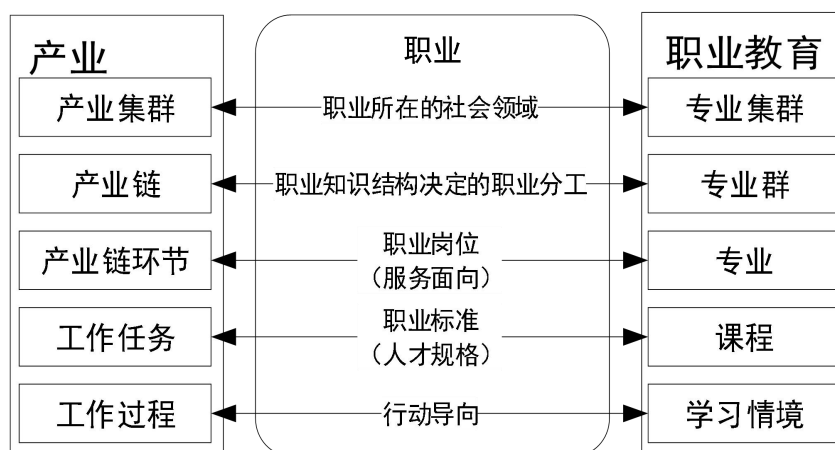 产业
职业
职业教育
产业集群
职业所在的社会领域
专业集群
产业链
职业知识结构决定的职业分工
专业群
产业链环节
职业岗位
（服务面向）
专业
工作任务
职业标准
（人才规格）
课程
工作过程
行动导向
学习情境